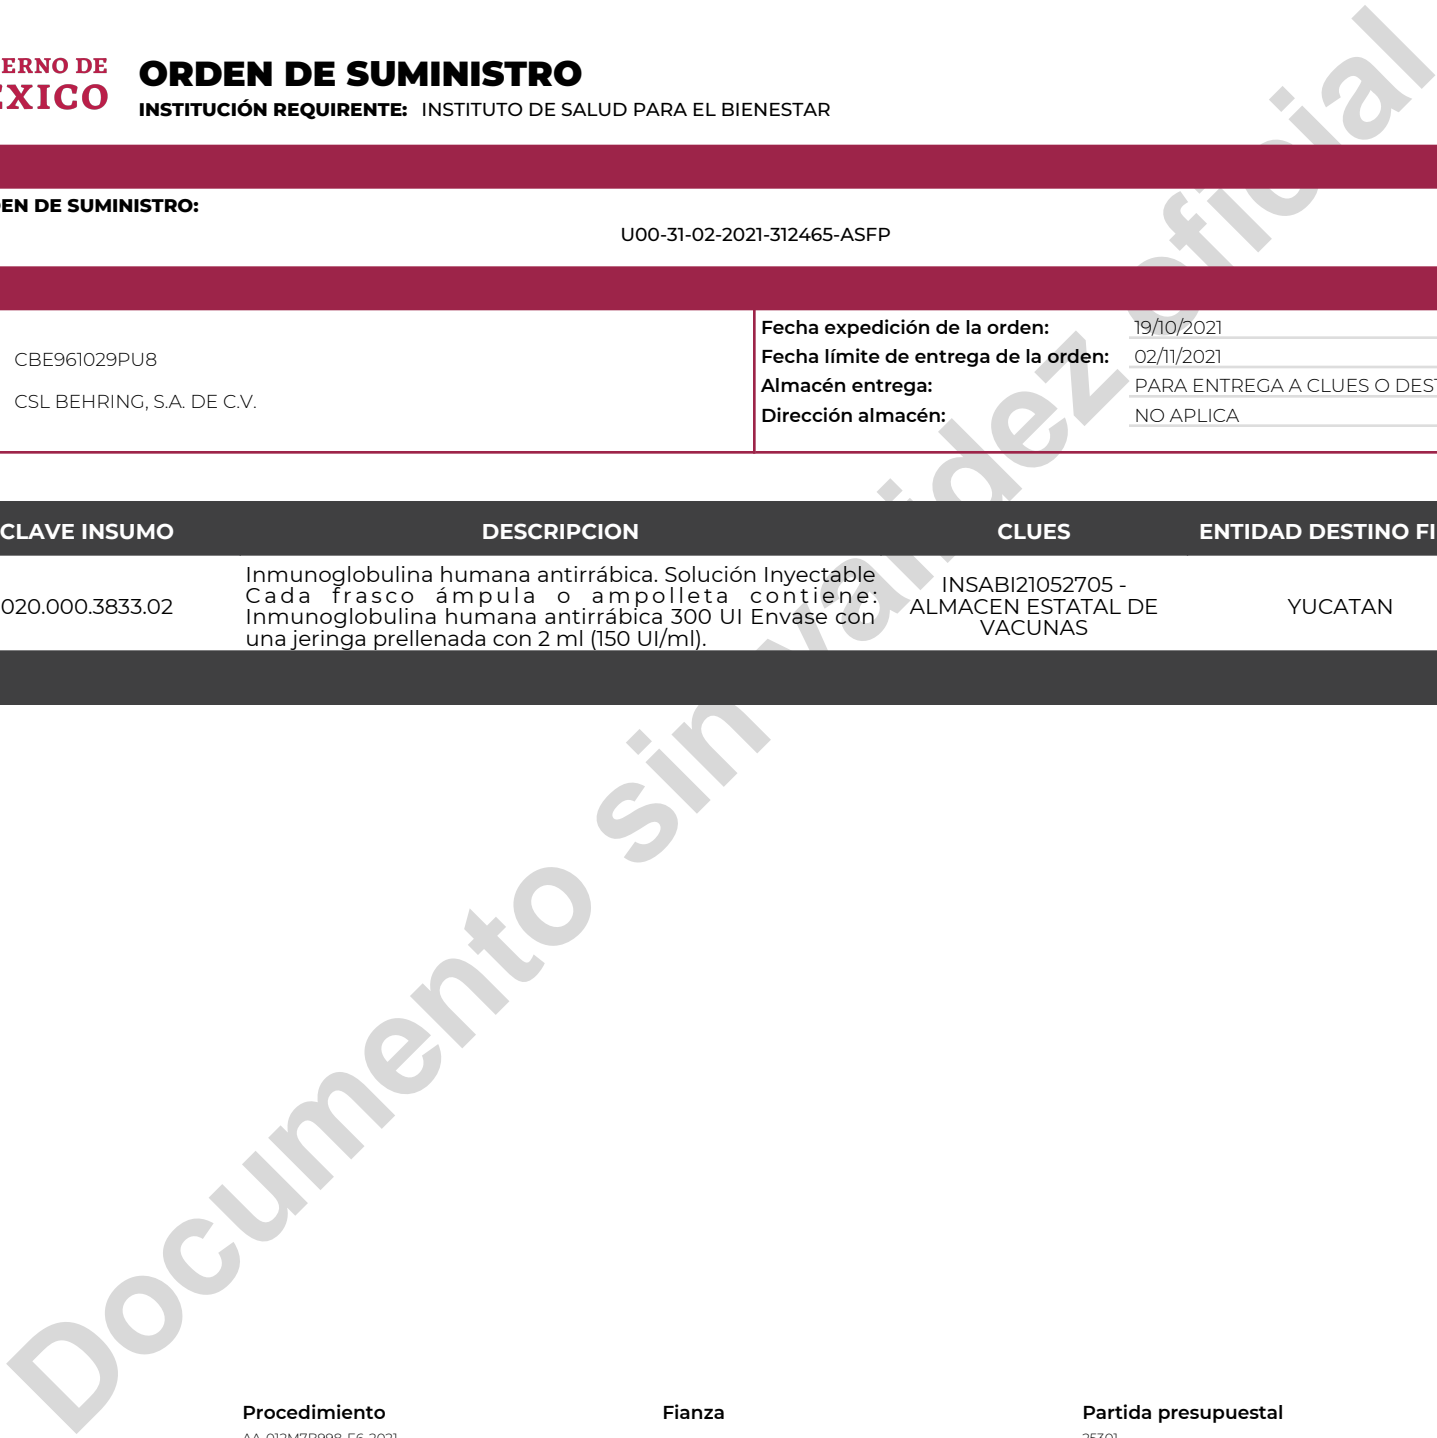 ORDEN DE SUMINISTRO
INSTITUCIÓN REQUIRENTE: INSTITUTO DE SALUD PARA EL BIENESTAR
ERNO DE
EXICO
EN DE SUMINISTRO:
U00-31-02-2021-312465-ASFP
CBE961029PU8
CSL BEHRING, S.A. DE C.V.
Fecha expedición de la orden: 19/10/2021
Fecha límite de entrega de la orden: 02/11/2021
Almacén entrega: PARA ENTREGA A CLUES O DEST
Dirección almacén: NO APLICA
CLAVE INSUMO DESCRIPCION CLUES ENTIDAD DESTINO FI
020.000.3833.02
Inmunoglobulina humana antirrábica. Solución Inyectable
Cada frasco ámpula o ampolleta contiene:
Inmunoglobulina humana antirrábica 300 UI Envase con
una jeringa prellenada con 2 ml (150 UI/ml).
INSABI21052705 -
ALMACEN ESTATAL DE
VACUNAS
YUCATAN
Documento sin validez oficial
Procedimiento Fianza Partida presupuestal